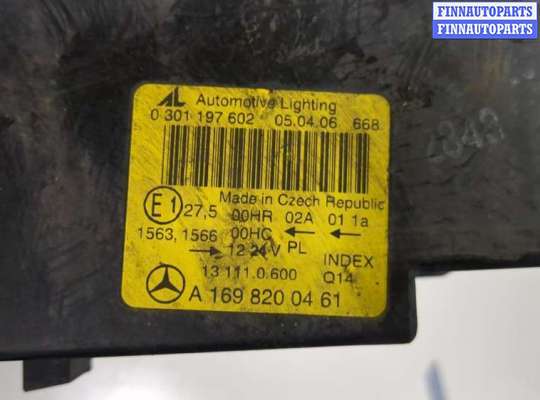 FINNAUTOPARTS
FINNAUTOPARTS
AL Automotive Lighting
0 301 197 602 05.04.06 668
Made in Czech Republic
E1 27,5 00HR 02A 01 1a
1563, 1566 00HC ← ←
→ 12 24V PL
13 111.0.600 INDEX
Q14
A 169 820 04 61